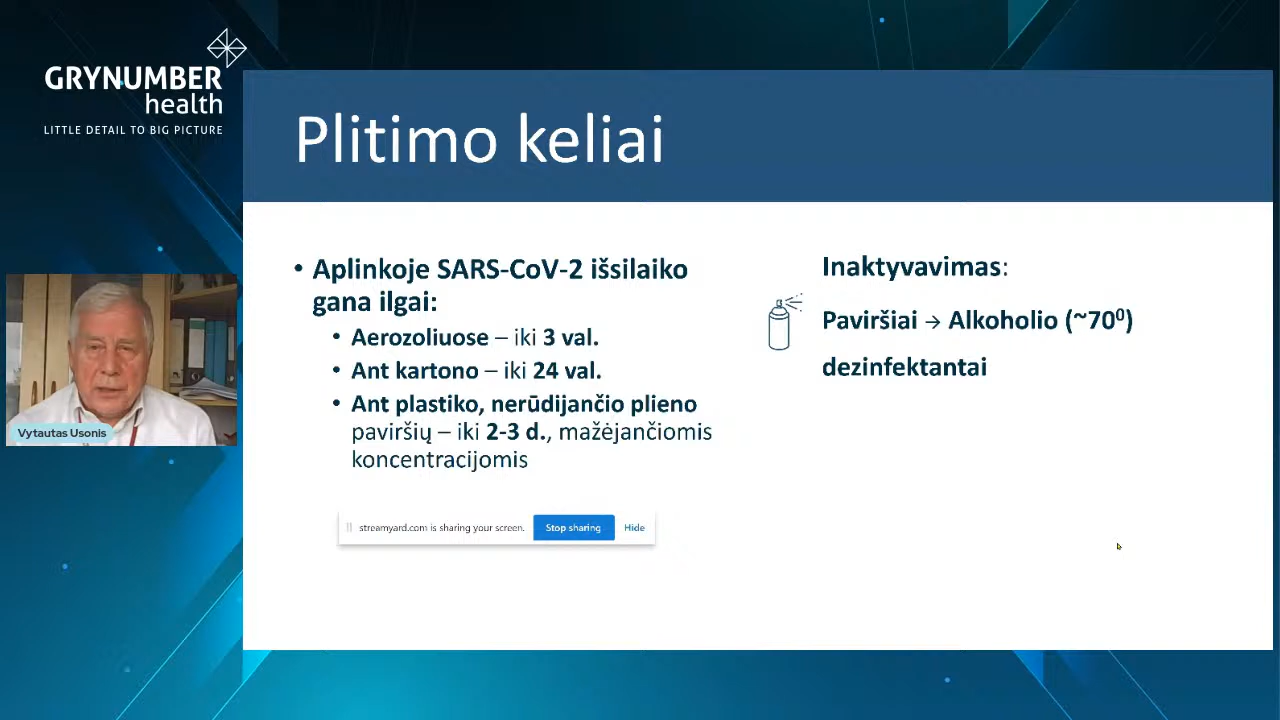 GRYNUMBER
health
LITTLE DETAIL TO BIG PICTURE
Plitimo keliai
• Aplinkoje SARS-CoV-2 išsilaiko
gana ilgai:
• Aerozoliuose – iki 3 val.
• Ant kartono – iki 24 val.
• Ant plastiko, nerūdijančio plieno
paviršių – iki 2-3 d., mažėjančiomis
koncentracijomis
Inaktyvavimas:
Paviršiai → Alkoholio (~70⁰)
dezinfektantai
Vytautas Usonis
streamyard.com is sharing your screen. Stop sharing Hide